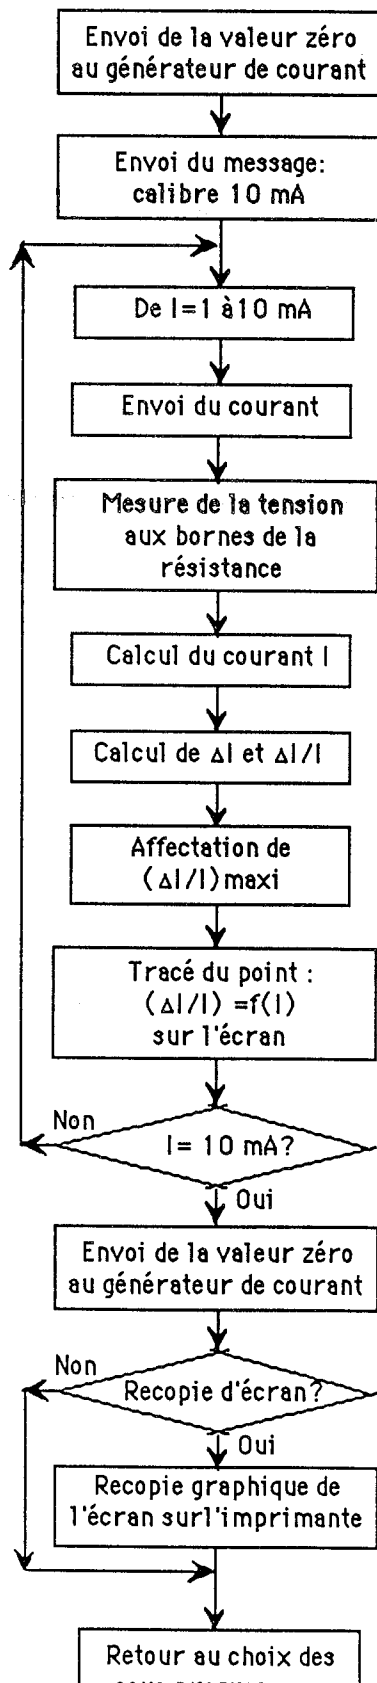 Envoi de la valeur zéro
au générateur de courant
Envoi du message:
calibre 10 mA
De I=1 à10 mA
Envoi du courant
Mesure de la tension
aux bornes de la
résistance
Calcul du courant I
Calcul de ΔI et ΔI/I
Affectation de
(ΔI/I)maxi
Tracé du point :
(ΔI/I) =f(I)
sur l'écran
Non
I= 10 mA?
Oui
Envoi de la valeur zéro
au générateur de courant
Non
Recopie d'écran?
Oui
Recopie graphique de
l'écran surl'imprimante
Retour au choix des